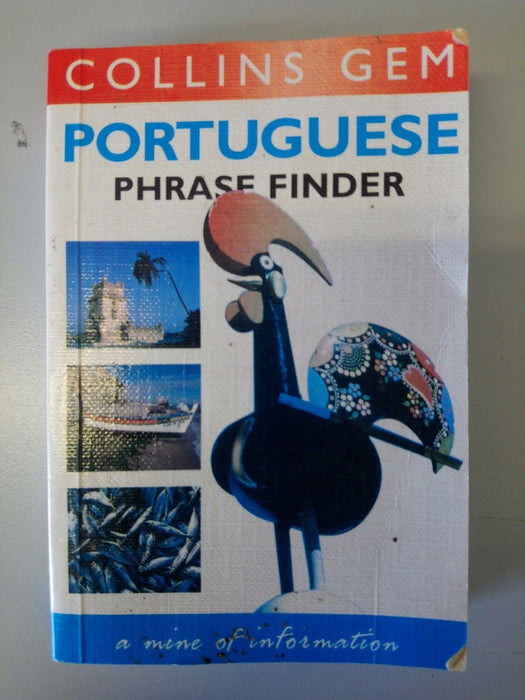 COLLINS GEM
PORTUGUESE
PHRASE FINDER
a mine of information